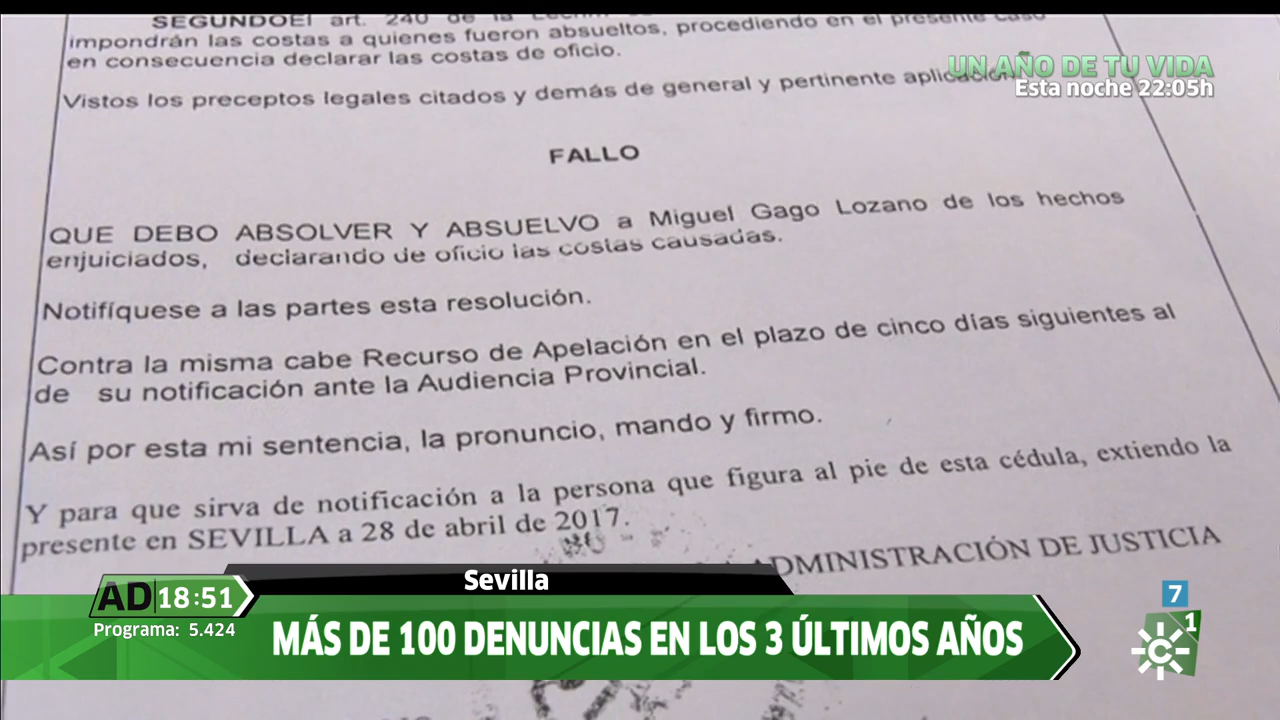 SEGUNDOEl art. 240 de la
impondrán las costas a quienes fueron absueltos, procediendo en el presente caso
en consecuencia declarar las costas de oficio.
Vistos los preceptos legales citados y demás de general y pertinente aplicación
UN AÑO DE TU VIDA
Esta noche 22:05h
FALLO
QUE DEBO ABSOLVER Y ABSUELVO a Miguel Gago Lozano de los hechos
enjuiciados, declarando de oficio las costas causadas.
Notifíquese a las partes esta resolución.
Contra la misma cabe Recurso de Apelación en el plazo de cinco días siguientes al
de su notificación ante la Audiencia Provincial.
Así por esta mi sentencia, la pronuncio, mando y firmo.
Y para que sirva de notificación a la persona que figura al pie de esta cédula, extiendo la
presente en SEVILLA a 28 de abril de 2017.
ADMINISTRACIÓN DE JUSTICIA
Sevilla
AD 18:51
Programa: 5.424
MÁS DE 100 DENUNCIAS EN LOS 3 ÚLTIMOS AÑOS
7
1